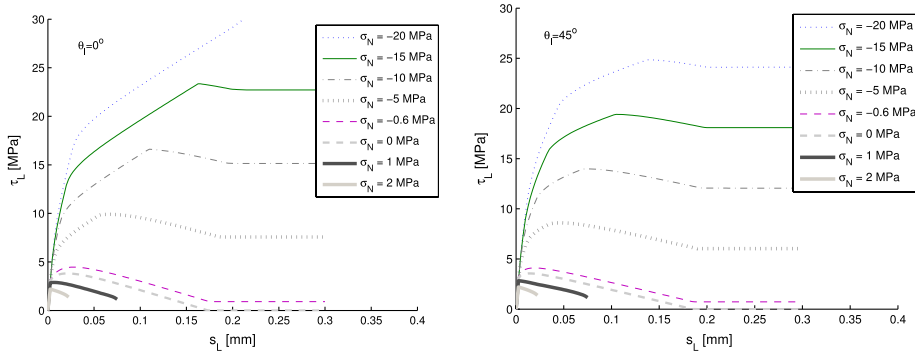 30
25
20
15
10
5
0
τL [MPa]
θI=0°
σN = −20 MPa
σN = −15 MPa
σN = −10 MPa
σN = −5 MPa
σN = −0.6 MPa
σN = 0 MPa
σN = 1 MPa
σN = 2 MPa
0 0.05 0.1 0.15 0.2 0.25 0.3 0.35 0.4
sL [mm]
30
25
20
15
10
5
0
τL [MPa]
θI=45°
σN = −20 MPa
σN = −15 MPa
σN = −10 MPa
σN = −5 MPa
σN = −0.6 MPa
σN = 0 MPa
σN = 1 MPa
σN = 2 MPa
0 0.05 0.1 0.15 0.2 0.25 0.3 0.35 0.4
sL [mm]